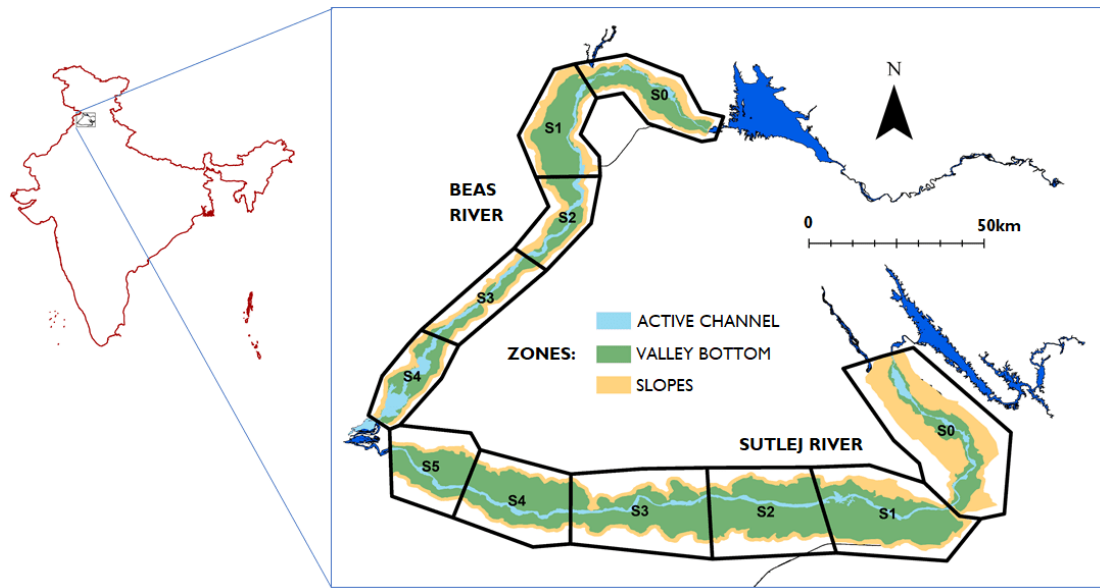 N
S0
S1
BEAS
RIVER
S2
0 50km
S3
ACTIVE CHANNEL
ZONES: VALLEY BOTTOM
SLOPES
S4
S0
SUTLEJ RIVER
S5
S4
S3
S2
S1